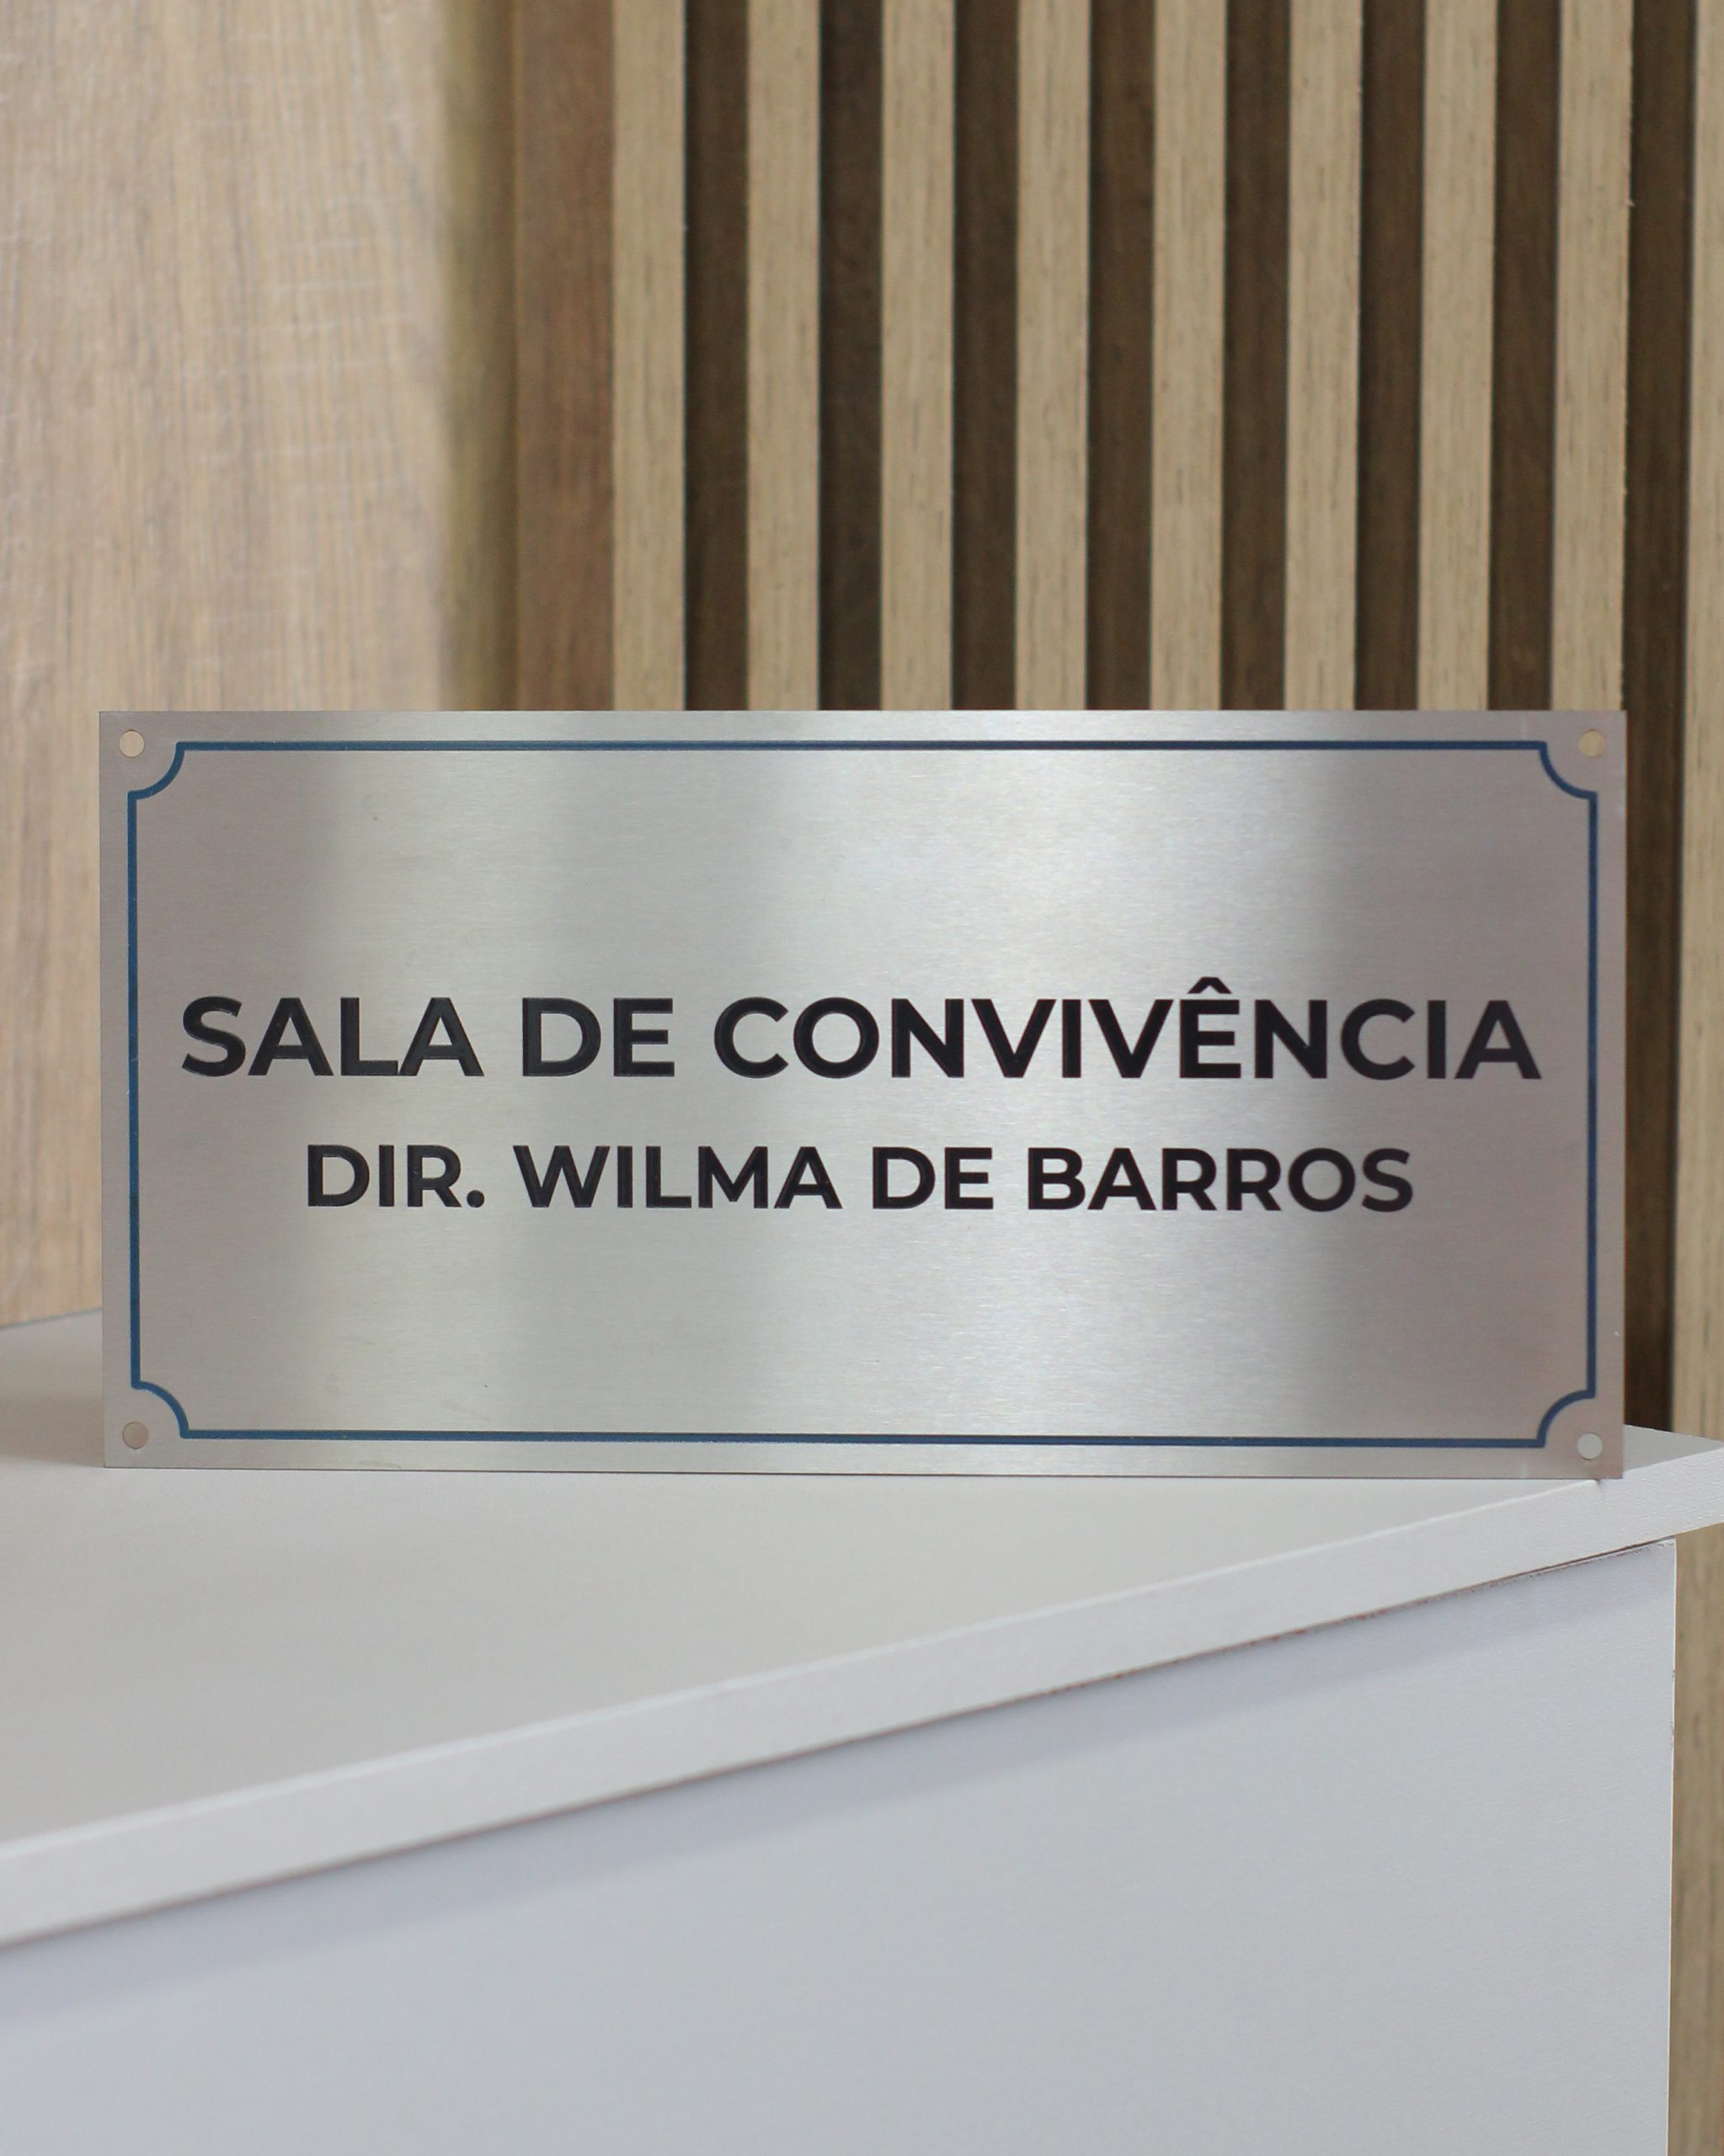 SALA DE CONVIVÊNCIA
DIR. WILMA DE BARROS